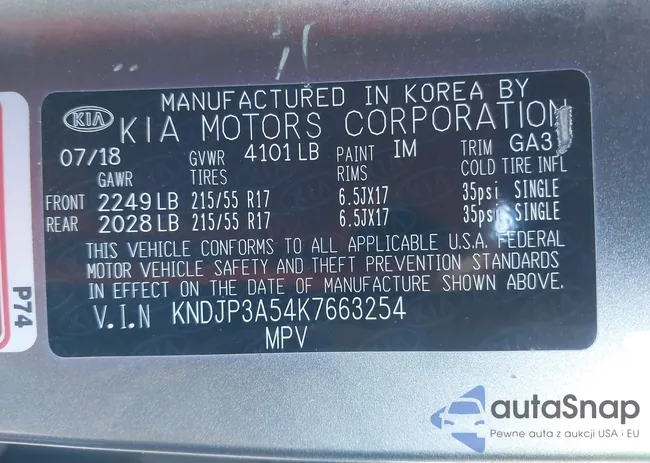 MANUFACTURED IN KOREA BY
KIA KIA MOTORS CORPORATION
07/18 GVWR 4101 LB PAINT IM TRIM GA3
GAWR TIRES RIMS COLD TIRE INFL
FRONT 2249 LB 215/55 R17 6.5JX17 35psi SINGLE
REAR 2028 LB 215/55 R17 6.5JX17 35psi SINGLE
THIS VEHICLE CONFORMS TO ALL APPLICABLE U.S.A. FEDERAL
MOTOR VEHICLE SAFETY AND THEFT PREVENTION STANDARDS
IN EFFECT ON THE DATE OF MANUFACTURE SHOWN ABOVE.
V.I.N KNDJP3A54K7663254
MPV
P74
autoSnap
Pewne auta z aukcji USA i EU